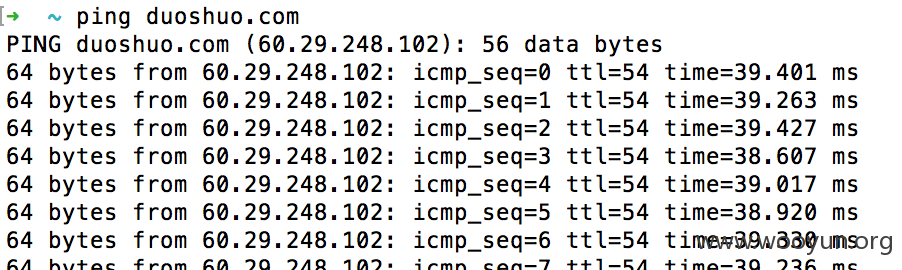 ➜ ~ ping duoshuo.com
PING duoshuo.com (60.29.248.102): 56 data bytes
64 bytes from 60.29.248.102: icmp_seq=0 ttl=54 time=39.401 ms
64 bytes from 60.29.248.102: icmp_seq=1 ttl=54 time=39.263 ms
64 bytes from 60.29.248.102: icmp_seq=2 ttl=54 time=39.427 ms
64 bytes from 60.29.248.102: icmp_seq=3 ttl=54 time=38.607 ms
64 bytes from 60.29.248.102: icmp_seq=4 ttl=54 time=39.017 ms
64 bytes from 60.29.248.102: icmp_seq=5 ttl=54 time=38.920 ms
64 bytes from 60.29.248.102: icmp_seq=6 ttl=54 time=39.330 ms
www.wooyun.org
64 bytes from 60.29.248.102: icmp_seq=7 ttl=54 time=39.236 ms